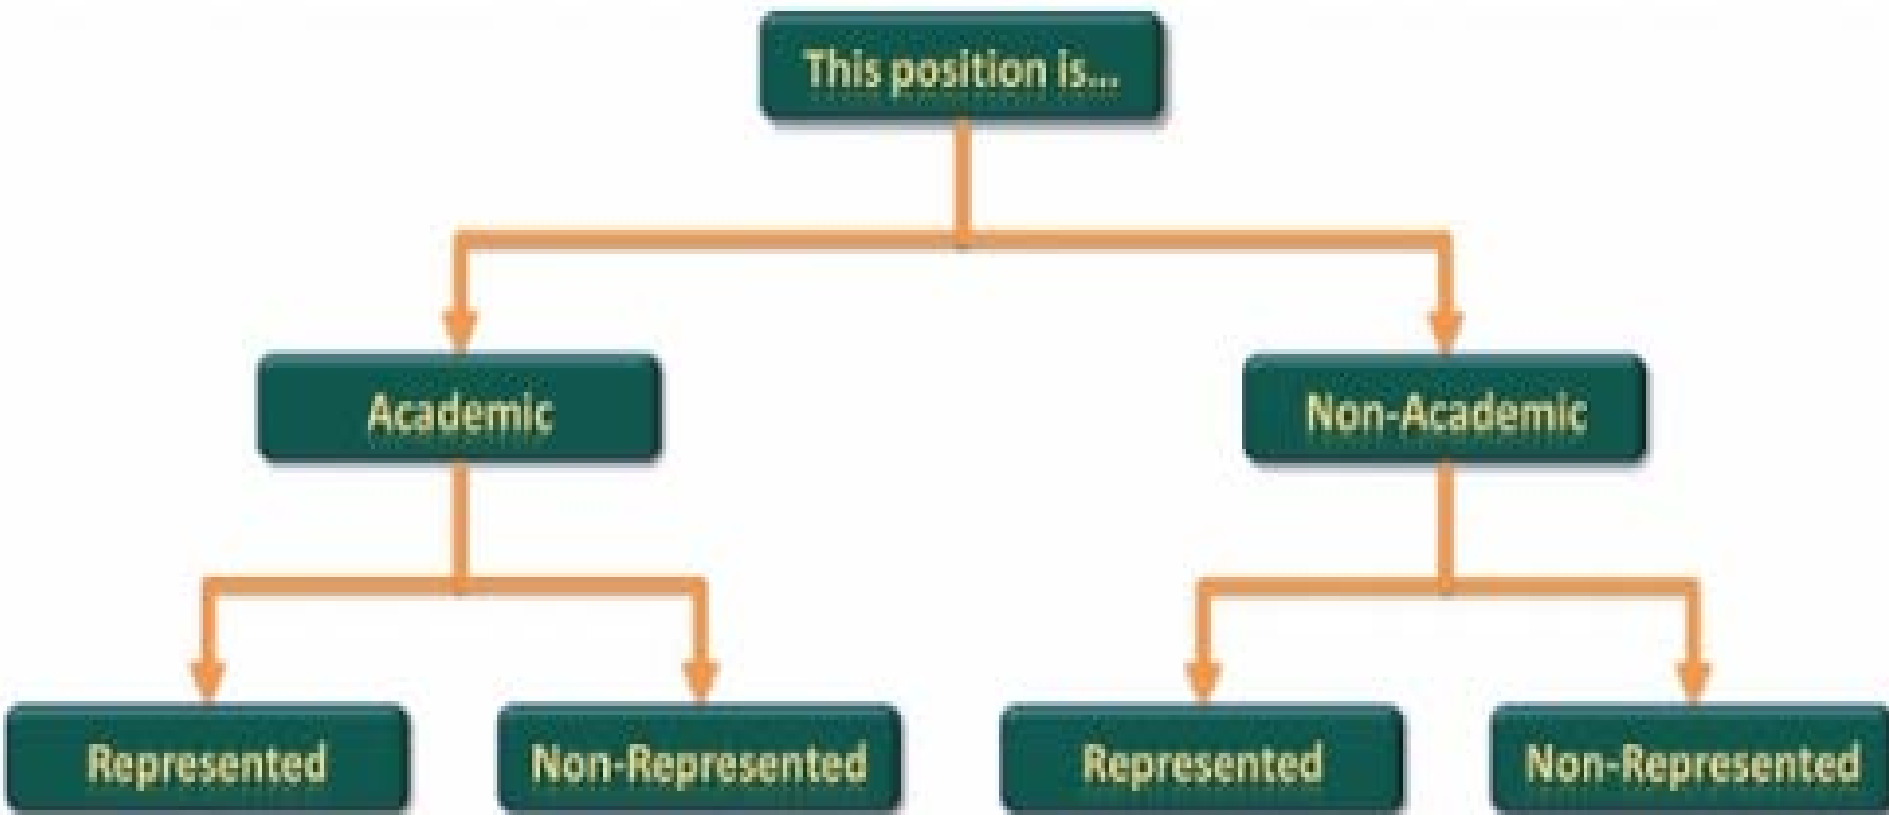 This position is...
Academic
Non-Academic
Represented
Non-Represented
Represented
Non-Represented